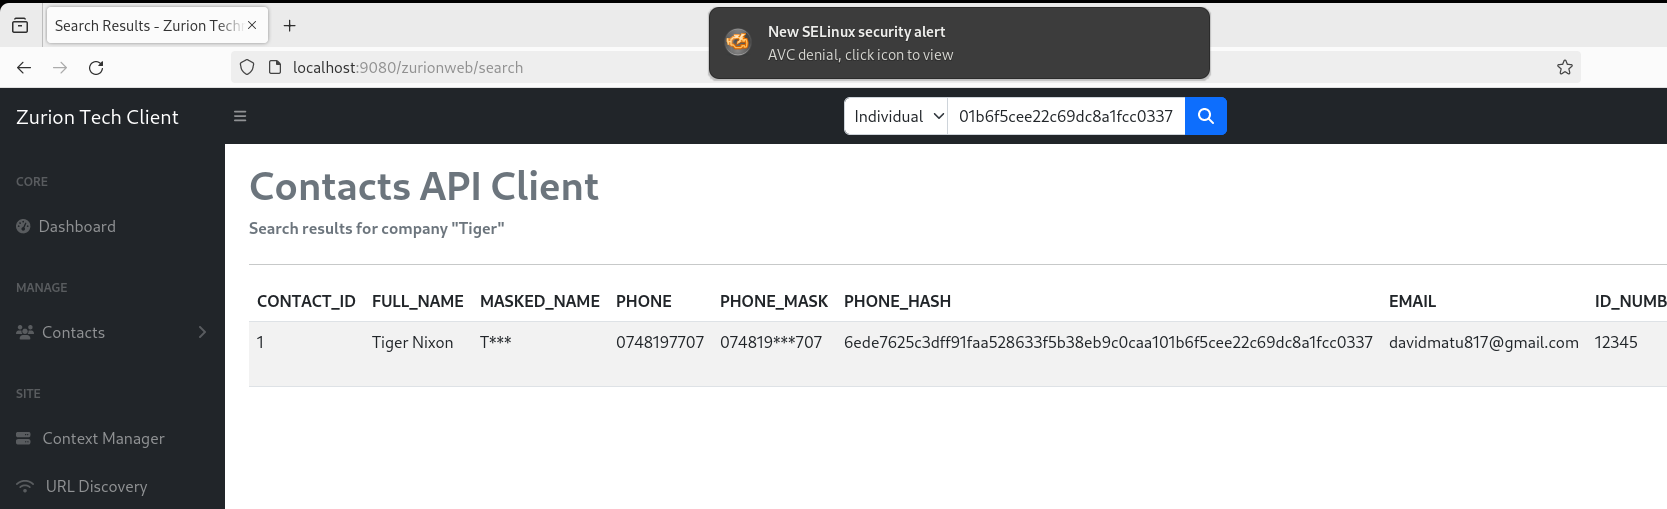 Search Results - Zurion Tech
New SELinux security alert
AVC denial, click icon to view
localhost:9080/zurionweb/search
Zurion Tech Client
Individual
01b6f5cee22c69dc8a1fcc0337
CORE
Dashboard
MANAGE
Contacts
SITE
Context Manager
URL Discovery
Contacts API Client
Search results for company "Tiger"
CONTACT_ID FULL_NAME MASKED_NAME PHONE PHONE_MASK PHONE_HASH EMAIL ID_NUMB
1 Tiger Nixon T*** 0748197707 074819***707 6ede7625c3dff91faa528633f5b38eb9c0caa101b6f5cee22c69dc8a1fcc0337 davidmatu817@gmail.com 12345